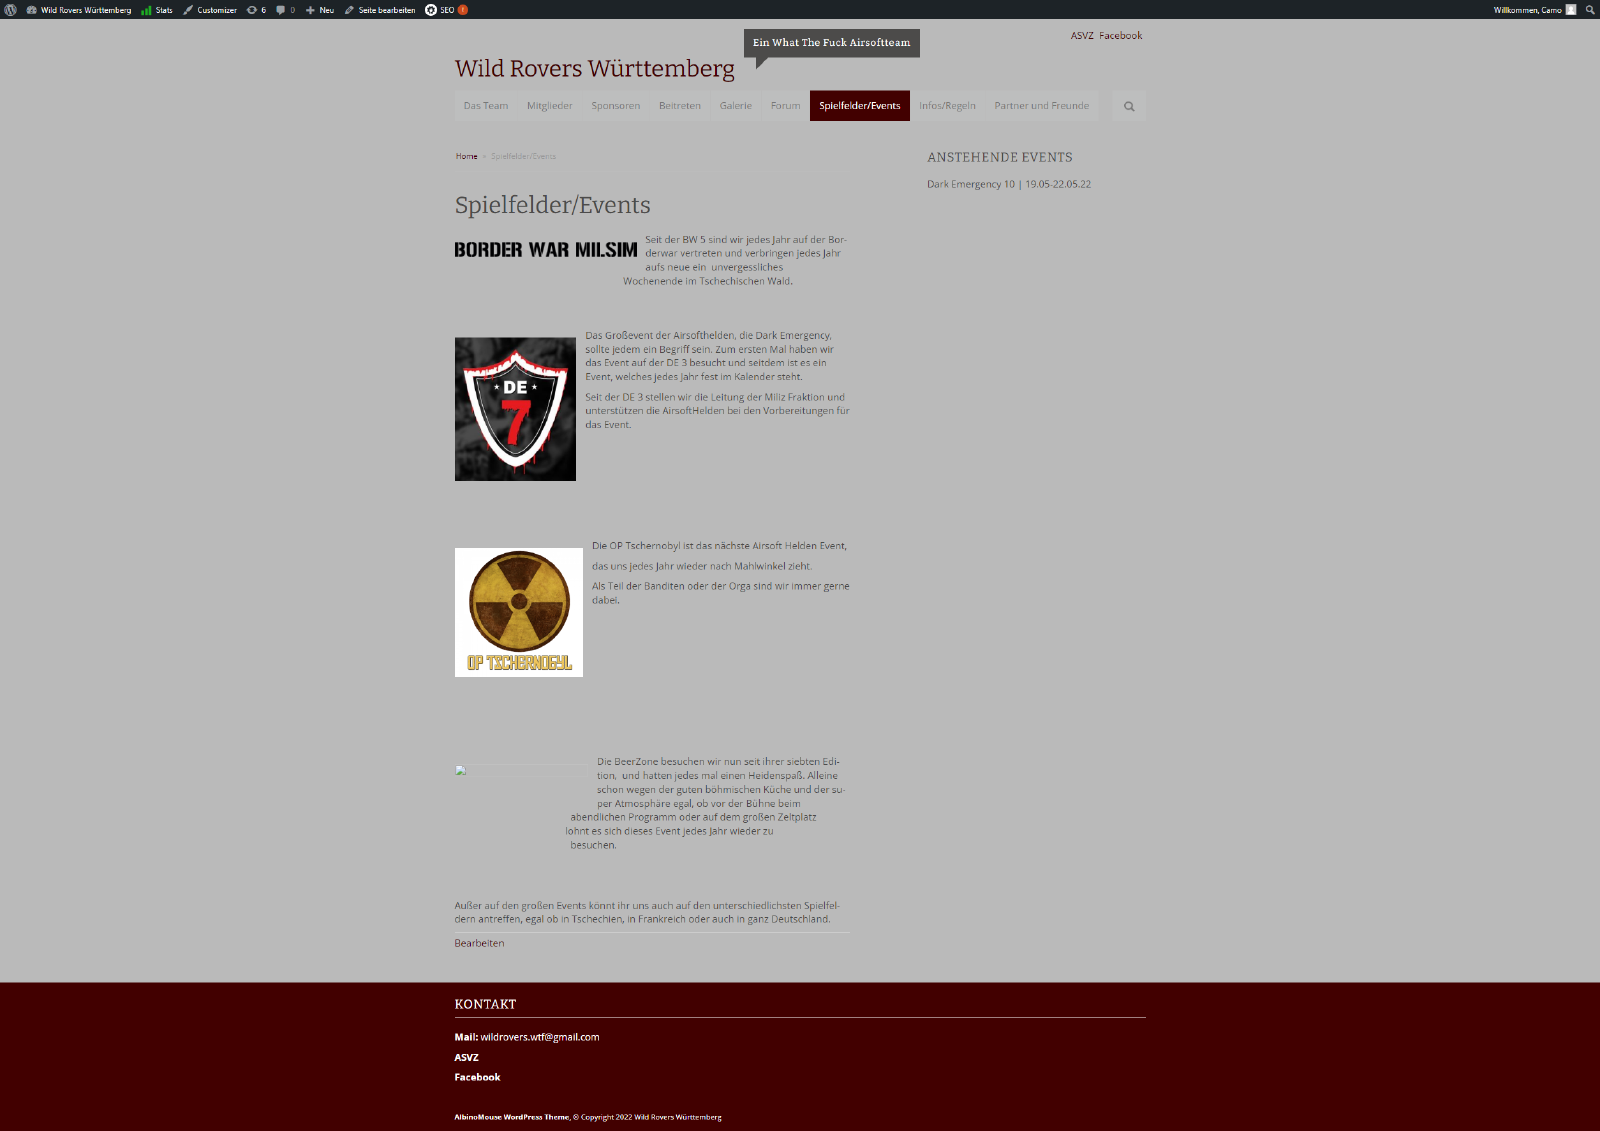 Wild Rovers Württemberg Stats Customizer 6 0 Neu Seite bearbeiten SEO ! Willkommen, Camo
Ein What The Fuck Airsoftteam
ASVZ Facebook
Wild Rovers Württemberg
Das Team Mitglieder Sponsoren Beitreten Galerie Forum Spielfelder/Events Infos/Regeln Partner und Freunde
Home » Spielfelder/Events
ANSTEHENDE EVENTS
Dark Emergency 10 | 19.05-22.05.22
Spielfelder/Events
BORDER WAR MILSIM
Seit der BW 5 sind wir jedes Jahr auf der Bor-
derwar vertreten und verbringen jedes Jahr
aufs neue ein unvergessliches
Wochenende im Tschechischen Wald.
DE
7
Das Großevent der Airsofthelden, die Dark Emergency,
sollte jedem ein Begriff sein. Zum ersten Mal haben wir
das Event auf der DE 3 besucht und seitdem ist es ein
Event, welches jedes Jahr fest im Kalender steht.
Seit der DE 3 stellen wir die Leitung der Miliz Fraktion und
unterstützen die AirsoftHelden bei den Vorbereitungen für
das Event.
OP TSCHERNOBYL
Die OP Tschernobyl ist das nächste Airsoft Helden Event,
das uns jedes Jahr wieder nach Mahlwinkel zieht.
Als Teil der Banditen oder der Orga sind wir immer gerne
dabei.
Die BeerZone besuchen wir nun seit ihrer siebten Edi-
tion, und hatten jedes mal einen Heidenspaß. Alleine
schon wegen der guten böhmischen Küche und der su-
per Atmosphäre egal, ob vor der Bühne beim
abendlichen Programm oder auf dem großen Zeltplatz
lohnt es sich dieses Event jedes Jahr wieder zu
besuchen.
Außer auf den großen Events könnt ihr uns auch auf den unterschiedlichsten Spielfel-
dern antreffen, egal ob in Tschechien, in Frankreich oder auch in ganz Deutschland.
Bearbeiten
KONTAKT
Mail: wildrovers.wtf@gmail.com
ASVZ
Facebook
AlbinoMouse WordPress Theme, © Copyright 2022 Wild Rovers Württemberg